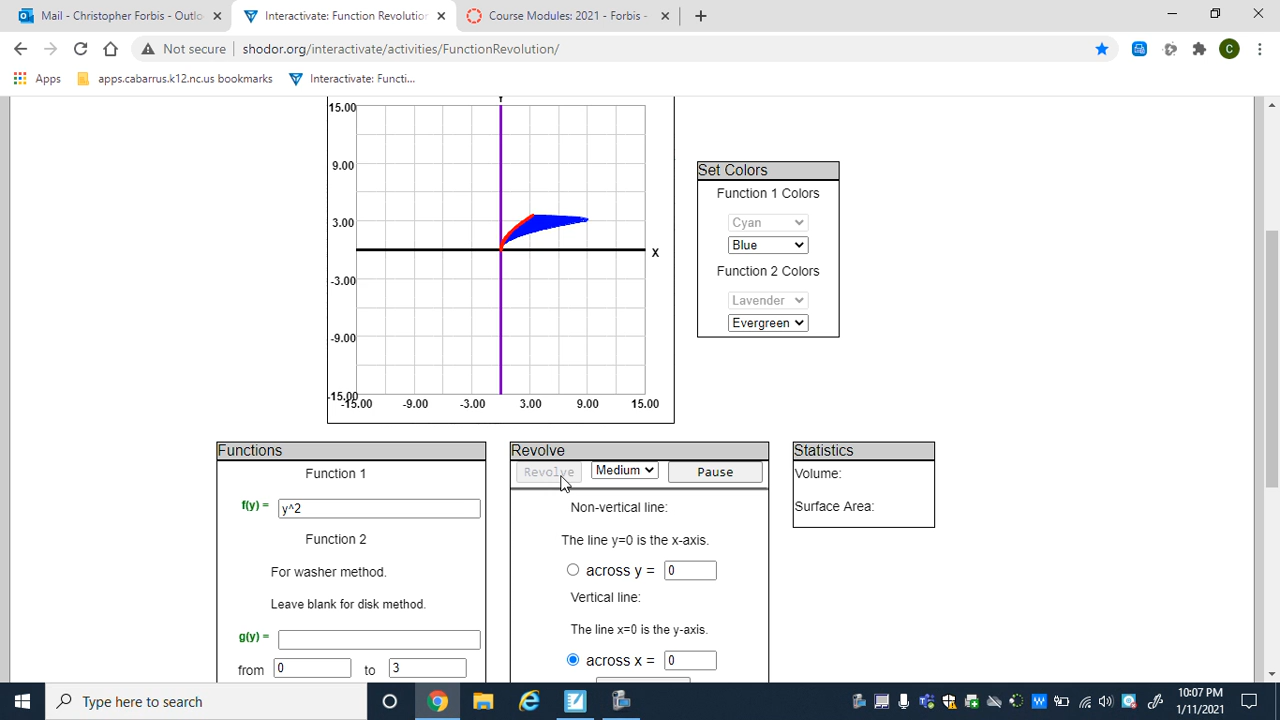 Mail - Christopher Forbis - Outlo
Interactivate: Function Revolution
Course Modules: 2021 - Forbis -
Not secure shodor.org/interactivate/activities/FunctionRevolution/
C
Apps apps.cabarrus.k12.nc.us bookmarks Interactivate: Functi...
Y
15.00
9.00
3.00
X
-3.00
-9.00
-15.00
-15.00 -9.00 -3.00 3.00 9.00 15.00
Set Colors
Function 1 Colors
Cyan
Blue
Function 2 Colors
Lavender
Evergreen
Functions
Function 1
f(y) = y^2
Function 2
For washer method.
Leave blank for disk method.
g(y) =
from 0 to 3
Revolve
Revolve Medium Pause
Non-vertical line:
The line y=0 is the x-axis.
across y = 0
Vertical line:
The line x=0 is the y-axis.
across x = 0
Statistics
Volume:
Surface Area:
Type here to search
10:07 PM
1/11/2021